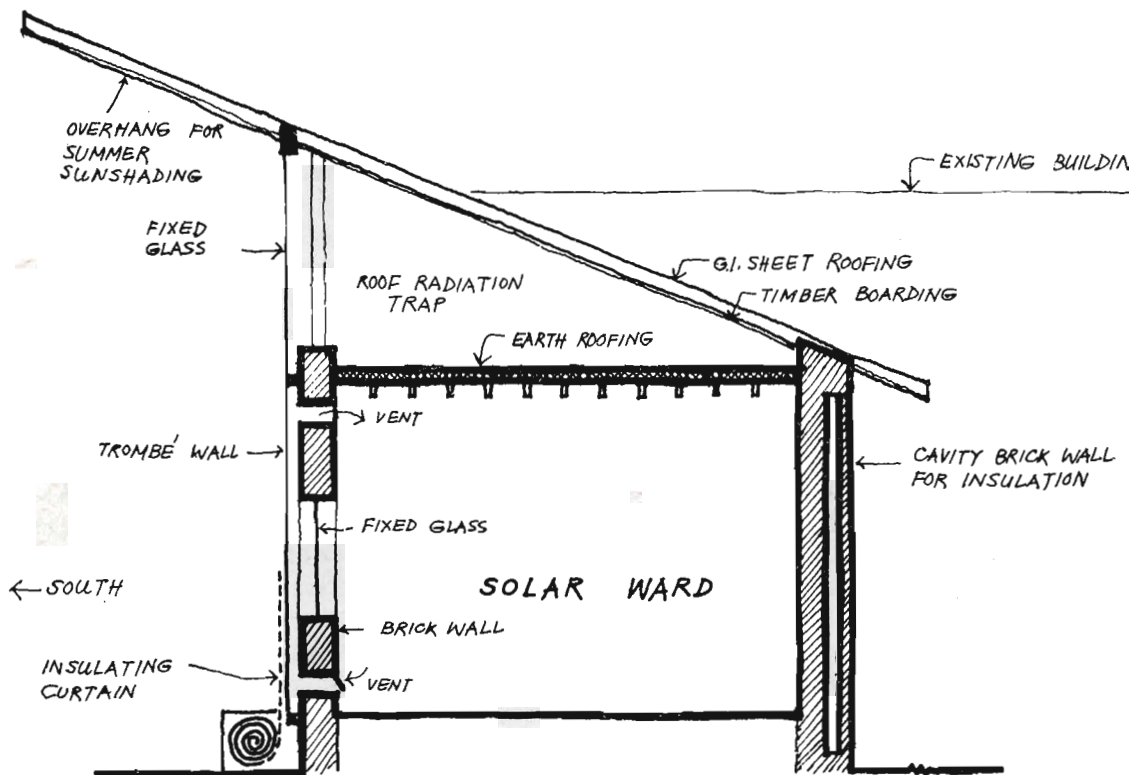 OVERHANG FOR
SUMMER
SUNSHADING
EXISTING BUILDIN
FIXED
GLASS
G.I. SHEET ROOFING
ROOF RADIATION
TRAP
TIMBER BOARDING
EARTH ROOFING
VENT
TROMBÉ WALL
CAVITY BRICK WALL
FOR INSULATION
FIXED GLASS
SOUTH
SOLAR WARD
BRICK WALL
INSULATING
CURTAIN
VENT